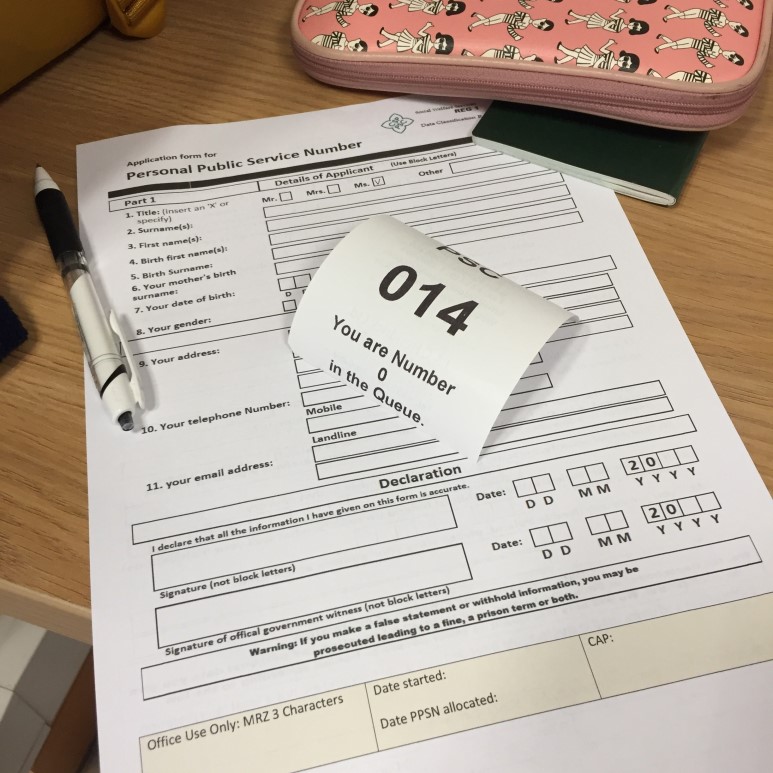 REG 1
Application form for
Personal Public Service Number
Part 1
Details of Applicant (Use Block Letters)
1. Title: (insert an 'X' or
specify)
Mr. Mrs. Ms. Other
2. Surname(s):
3. First name(s):
4. Birth first name(s):
5. Birth Surname:
6. Your mother's birth
surname:
7. Your date of birth:
D
8. Your gender:
9. Your address:
10. Your telephone Number:
Mobile
Landline
11. your email address:
PSC
014
You are Number
0
in the Queue.
Declaration
I declare that all the information I have given on this form is accurate.
Date: 2 0
D D M M Y Y Y Y
Signature (not block letters)
Date: 2 0
D D M M Y Y Y Y
Signature of offical government witness (not block letters)
Warning: If you make a false statement or withhold information, you may be
prosecuted leading to a fine, a prison term or both.
Office Use Only: MRZ 3 Characters
Date started:
Date PPSN allocated:
CAP: